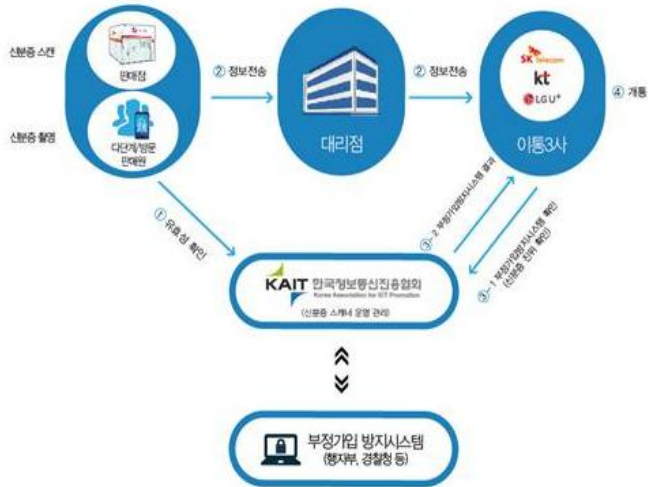 신분증 스캔
판매점
신분증 촬영
다단계/방문
판매원
② 정보전송
대리점
② 정보전송
SK telecom
kt
LG U+
이통3사
④ 개통
① 유효성 확인
③-2 부정가입방지시스템 결과
③-1 부정가입방지시스템 확인
(신분증 진위 확인)
KAIT 한국정보통신진흥협회
Korea Association for ICT Promotion
(신분증 스캐너 운영 관리)
부정가입 방지시스템
(행자부, 경찰청 등)